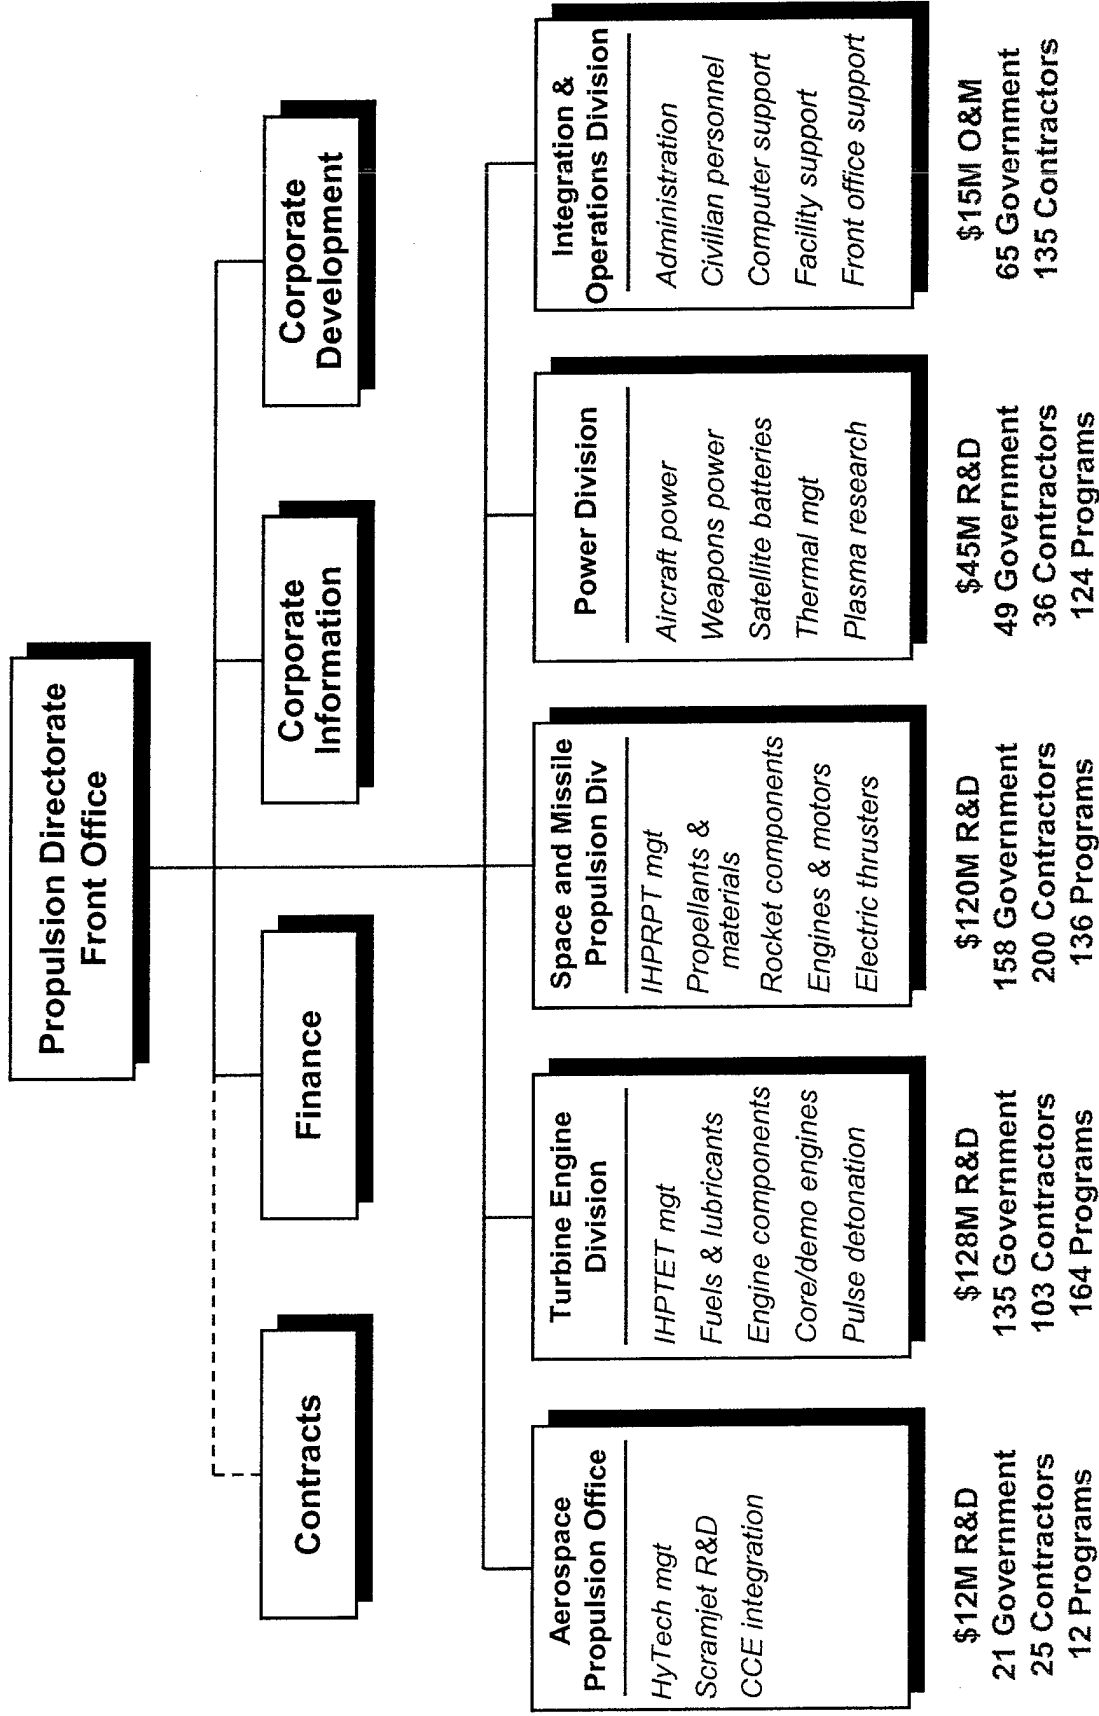 Propulsion Directorate
Front Office
Contracts
Finance
Corporate
Information
Corporate
Development
Aerospace
Propulsion Office
HyTech mgt
Scramjet R&D
CCE integration
$12M R&D
21 Government
25 Contractors
12 Programs
Turbine Engine
Division
IHPTET mgt
Fuels & lubricants
Engine components
Core/demo engines
Pulse detonation
$128M R&D
135 Government
103 Contractors
164 Programs
Space and Missile
Propulsion Div
IHPRPT mgt
Propellants &
materials
Rocket components
Engines & motors
Electric thrusters
$120M R&D
158 Government
200 Contractors
136 Programs
Power Division
Aircraft power
Weapons power
Satellite batteries
Thermal mgt
Plasma research
$45M R&D
49 Government
36 Contractors
124 Programs
Integration &
Operations Division
Administration
Civilian personnel
Computer support
Facility support
Front office support
$15M O&M
65 Government
135 Contractors